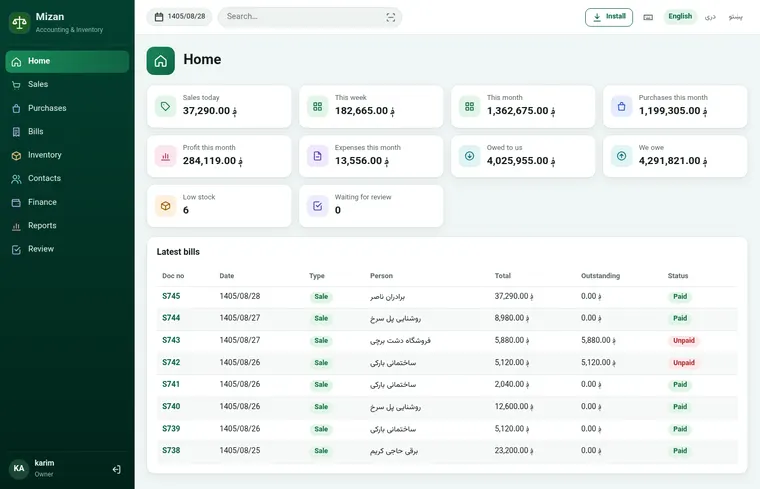 Mizan
Accounting & Inventory
1405/08/28
Search...
Install
English
دری
پښتو
Home
Sales
Purchases
Bills
Inventory
Contacts
Finance
Reports
Review
KA
karim
Owner
Home
Sales today
37,290.00 ؋
This week
182,665.00 ؋
This month
1,362,675.00 ؋
Purchases this month
1,199,305.00 ؋
Profit this month
284,119.00 ؋
Expenses this month
13,556.00 ؋
Owed to us
4,025,955.00 ؋
We owe
4,291,821.00 ؋
Low stock
6
Waiting for review
0
Latest bills
Doc no Date Type Person Total Outstanding Status
S745 1405/08/28 Sale برادران ناصر 37,290.00 ؋ 0.00 ؋ Paid
S744 1405/08/27 Sale روشنایی پل سرخ 8,980.00 ؋ 0.00 ؋ Paid
S743 1405/08/27 Sale فروشگاه دشت برچی 5,880.00 ؋ 5,880.00 ؋ Unpaid
S742 1405/08/26 Sale ساختمانی بارکی 5,120.00 ؋ 5,120.00 ؋ Unpaid
S741 1405/08/26 Sale ساختمانی بارکی 2,040.00 ؋ 0.00 ؋ Paid
S740 1405/08/26 Sale روشنایی پل سرخ 12,600.00 ؋ 0.00 ؋ Paid
S739 1405/08/26 Sale ساختمانی بارکی 5,120.00 ؋ 0.00 ؋ Paid
S738 1405/08/25 Sale برقی حاجی کریم 23,200.00 ؋ 0.00 ؋ Paid